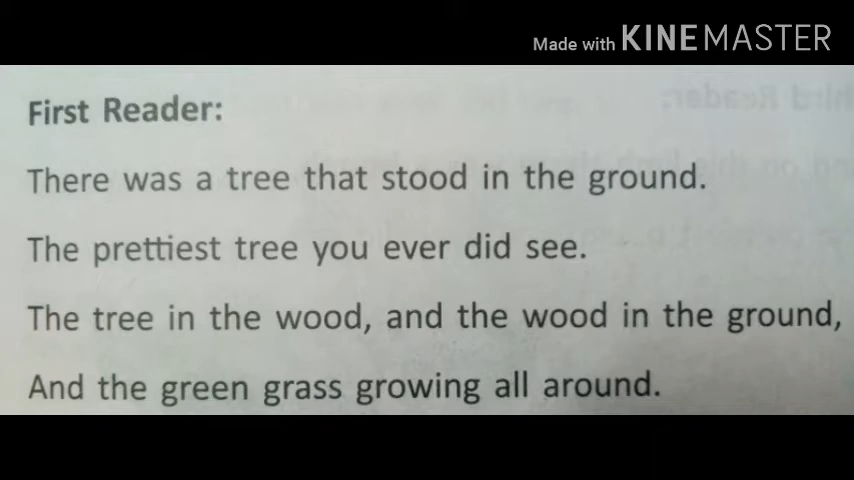 Made with KINEMASTER
First Reader:
There was a tree that stood in the ground.
The prettiest tree you ever did see.
The tree in the wood, and the wood in the ground,
And the green grass growing all around.